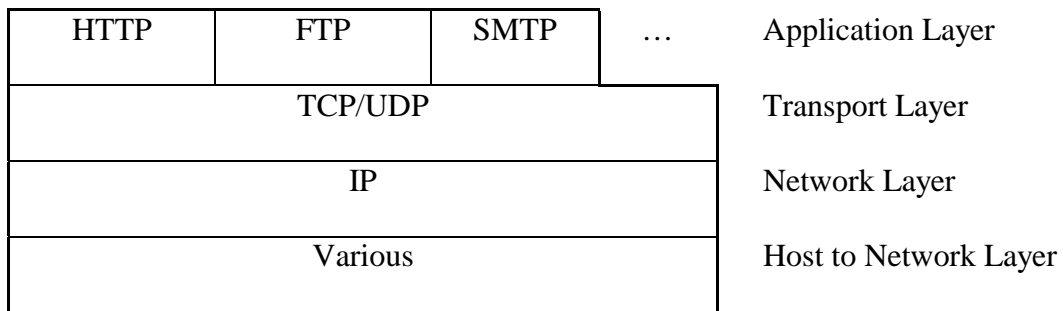 HTTP FTP SMTP … Application Layer
TCP/UDP Transport Layer
IP Network Layer
Various Host to Network Layer